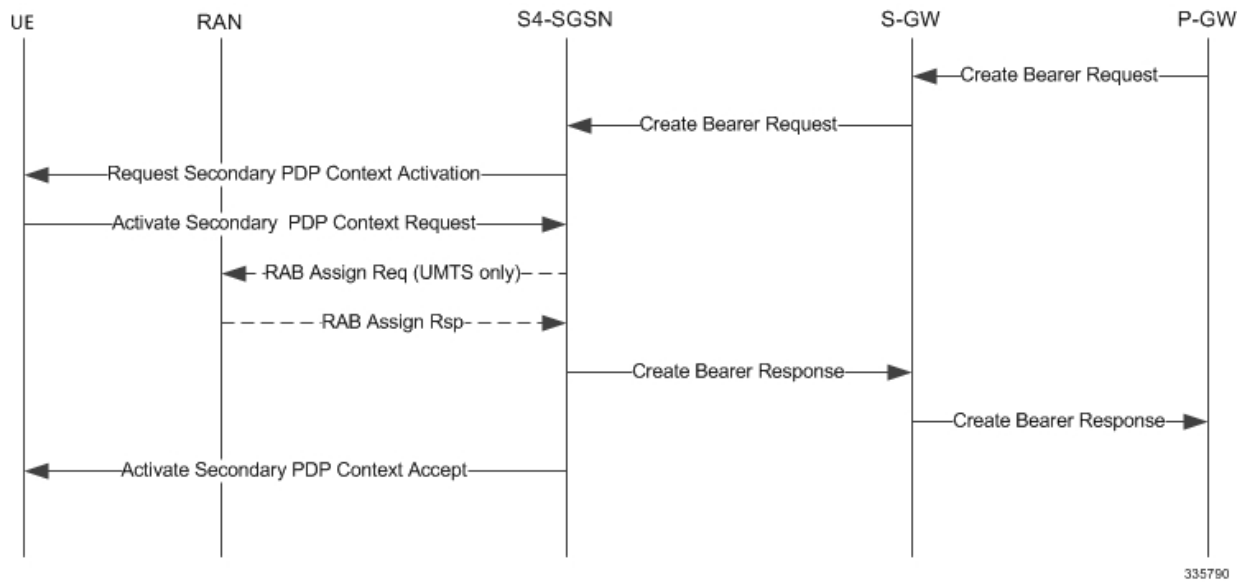 UE RAN S4-SGSN S-GW P-GW
Create Bearer Request
Create Bearer Request
Request Secondary PDP Context Activation
Activate Secondary PDP Context Request
RAB Assign Req (UMTS only)
RAB Assign Rsp
Create Bearer Response
Create Bearer Response
Activate Secondary PDP Context Accept
335790